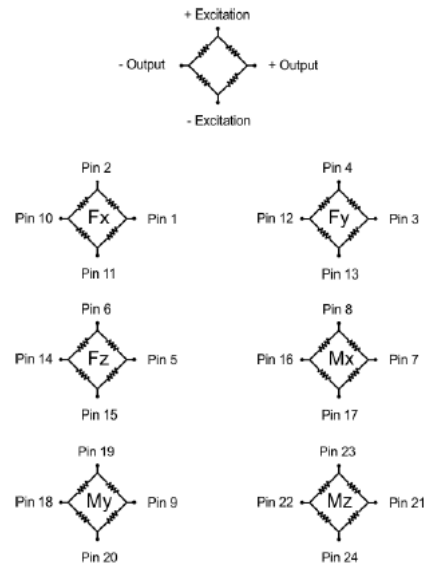 + Excitation
- Output
+ Output
- Excitation
Pin 2
Pin 4
Pin 10
Fx
Pin 1
Pin 12
Fy
Pin 3
Pin 11
Pin 13
Pin 6
Pin 8
Pin 14
Fz
Pin 5
Pin 16
Mx
Pin 7
Pin 15
Pin 17
Pin 19
Pin 23
Pin 18
My
Pin 9
Pin 22
Mz
Pin 21
Pin 20
Pin 24